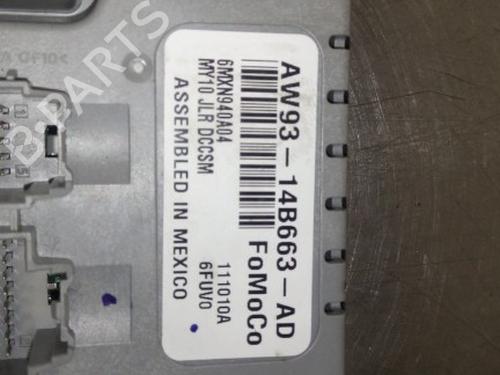 AW93-14B663-AD
FoMoCo
6MXN940A04
MY10 JLR DCCSM
111010A
ASSEMBLED IN MEXICO
6FUV0
B-PARTS